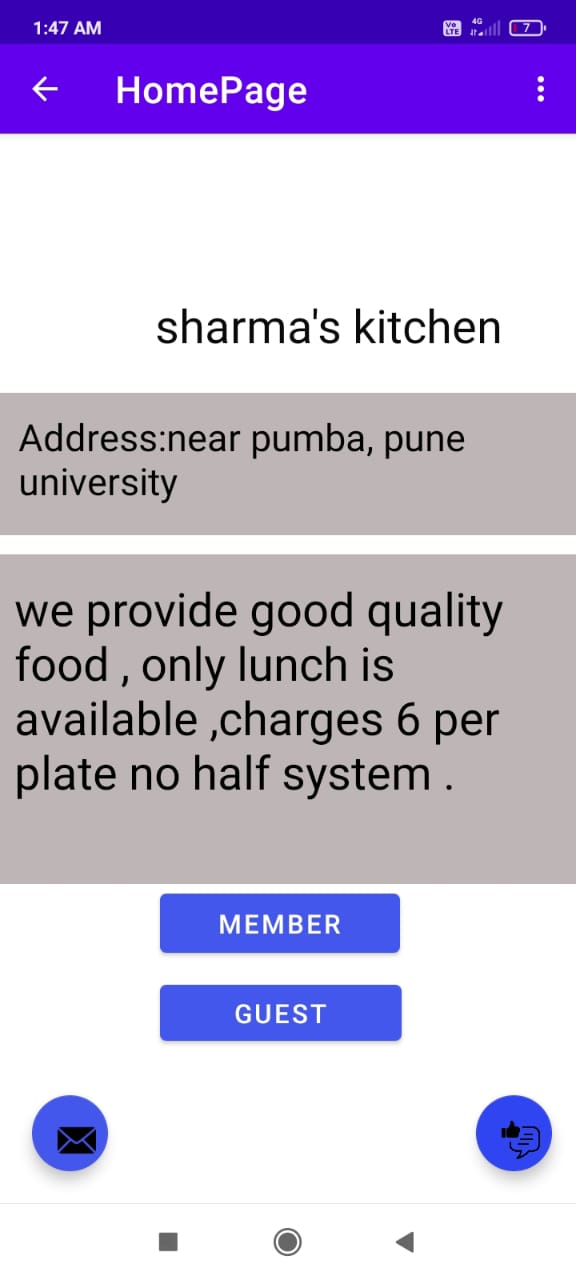 1:47 AM
Vo LTE 4G 7
HomePage
sharma's kitchen
Address:near pumba, pune
university
we provide good quality
food , only lunch is
available ,charges 6 per
plate no half system .
MEMBER
GUEST